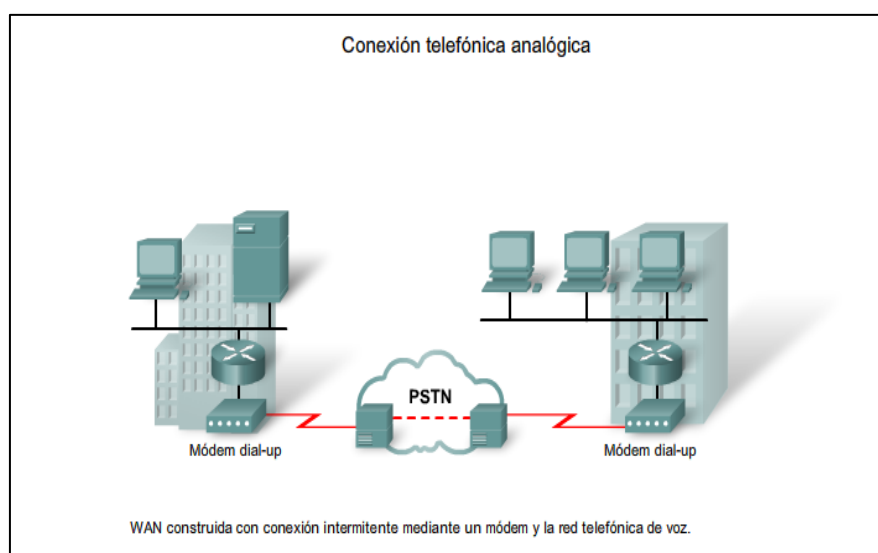 Conexión telefónica analógica
PSTN
Módem dial-up
Módem dial-up
WAN construida con conexión intermitente mediante un módem y la red telefónica de voz.